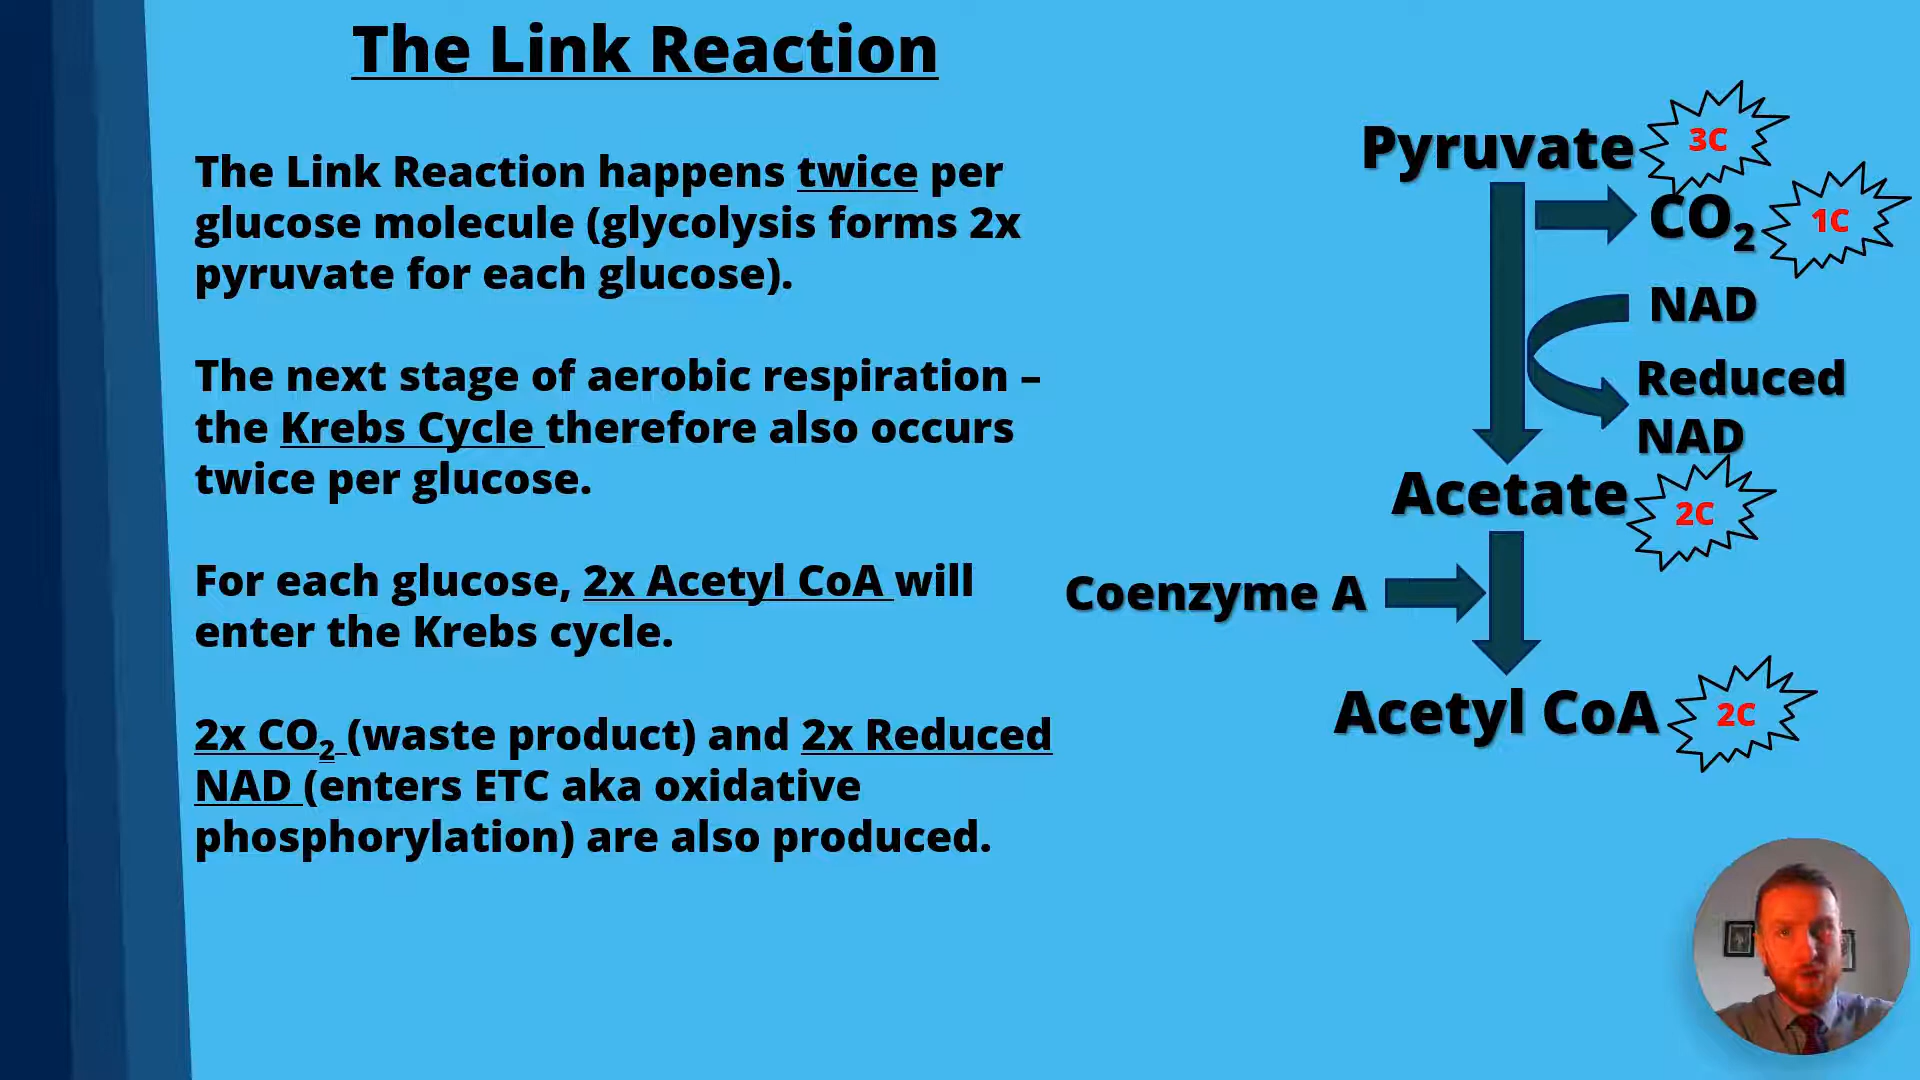 The Link Reaction
The Link Reaction happens twice per
glucose molecule (glycolysis forms 2x
pyruvate for each glucose).
The next stage of aerobic respiration –
the Krebs Cycle therefore also occurs
twice per glucose.
For each glucose, 2x Acetyl CoA will
enter the Krebs cycle.
2x CO₂ (waste product) and 2x Reduced
NAD (enters ETC aka oxidative
phosphorylation) are also produced.
Pyruvate 3C
CO₂ 1C
NAD
Reduced
NAD
Acetate 2C
Coenzyme A
Acetyl CoA 2C